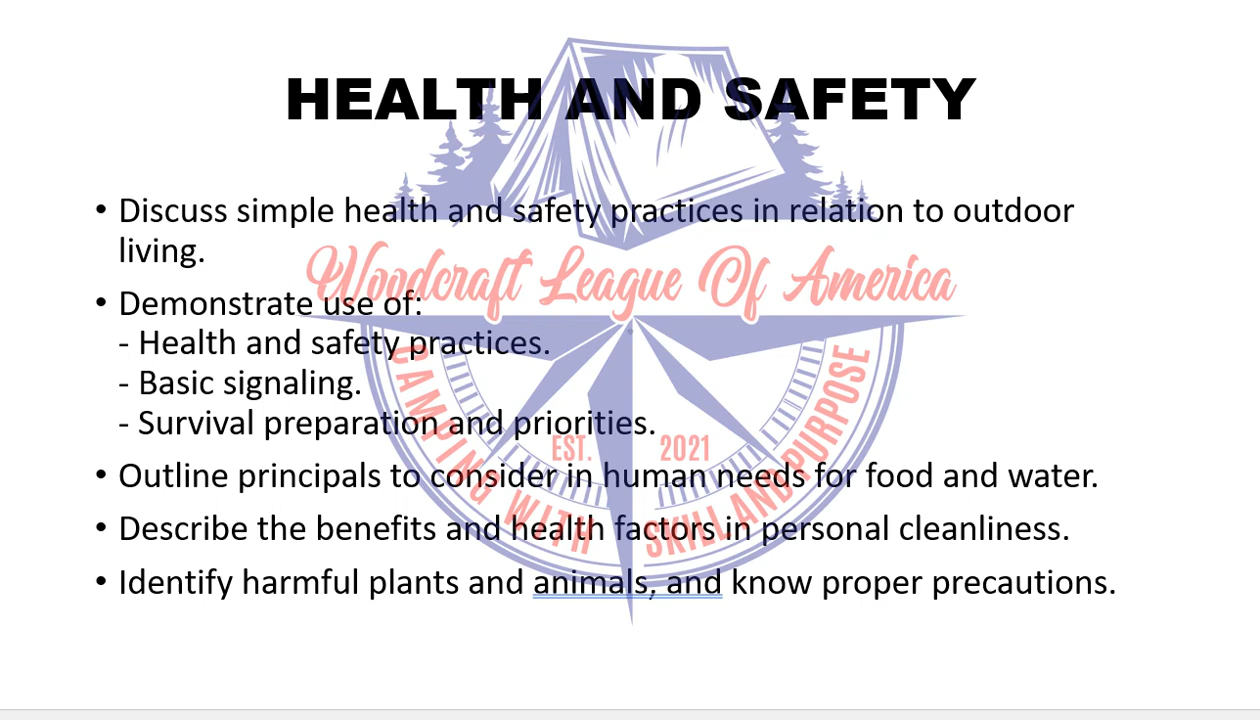 HEALTH AND SAFETY
• Discuss simple health and safety practices in relation to outdoor
living.
Woodcraft League Of America
• Demonstrate use of:
- Health and safety practices.
- Basic signaling.
- Survival preparation and priorities.
EST. 2021
CAMPING WITH SKILL AND PURPOSE
• Outline principals to consider in human needs for food and water.
• Describe the benefits and health factors in personal cleanliness.
• Identify harmful plants and animals, and know proper precautions.